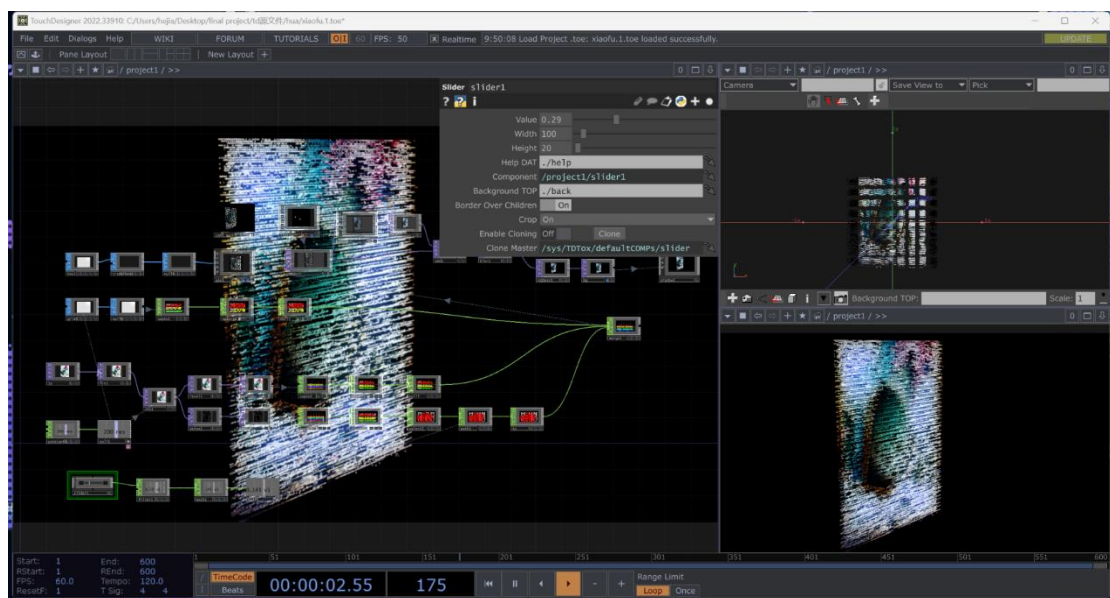 TouchDesigner 2022.33910: C:/Users/hejia/Desktop/final project/td图文件/hua/xiaofu.1.toe*
File Edit Dialogs Help WIKI FORUM TUTORIALS O|I 60 FPS: 50 Realtime 9:50:08 Load Project .toe: xiaofu.1.toe loaded successfully. UPDATE
Pane Layout New Layout +
/ project1 / >> 0
/ project1 / >> 0
Slider slider1
? ? i
Value 0.29
Width 100
Height 20
Help DAT ./help
Component /project1/slider1
Background TOP ./back
Border Over Children On
Crop On
Enable Cloning Off Clone
Clone Master /sys/TDTox/defaultCOMPs/slider
Camera Save View to Pick
Background TOP: Scale: 1
/ project1 / >> 0
1 51 101 151 201 251 301 351 401 451 501 551 600
Start: 1 End: 600
RStart: 1 REnd: 600
FPS: 60.0 Tempo: 120.0
ResetF: 1 T Sig: 4 4
TimeCode
Beats
00:00:02.55 175
Range Limit
Loop Once